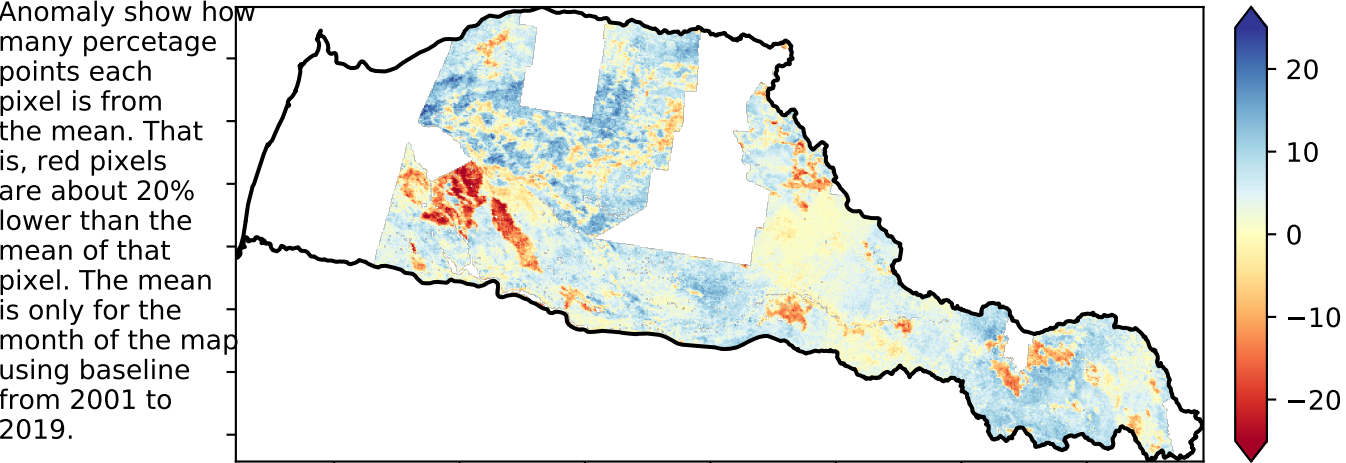 Anomaly show how
many percetage
points each
pixel is from
the mean. That
is, red pixels
are about 20%
lower than the
mean of that
pixel. The mean
is only for the
month of the map
using baseline
from 2001 to
2019.
20
10
0
−10
−20